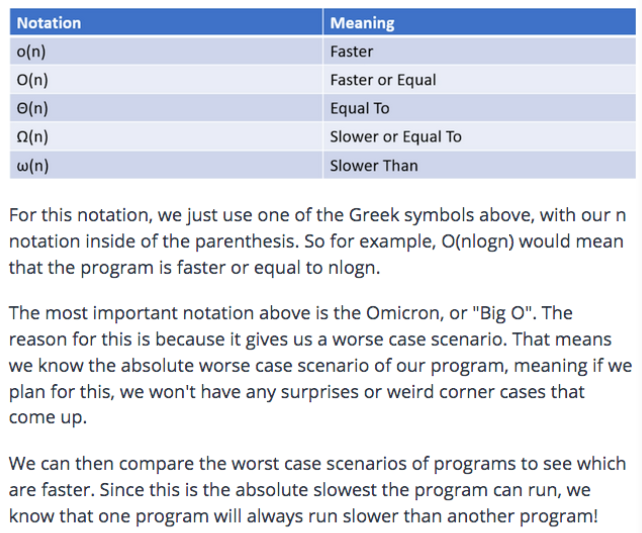 Notation Meaning
o(n) Faster
O(n) Faster or Equal
Θ(n) Equal To
Ω(n) Slower or Equal To
ω(n) Slower Than
For this notation, we just use one of the Greek symbols above, with our n
notation inside of the parenthesis. So for example, O(nlogn) would mean
that the program is faster or equal to nlogn.
The most important notation above is the Omicron, or "Big O". The
reason for this is because it gives us a worse case scenario. That means
we know the absolute worse case scenario of our program, meaning if we
plan for this, we won't have any surprises or weird corner cases that
come up.
We can then compare the worst case scenarios of programs to see which
are faster. Since this is the absolute slowest the program can run, we
know that one program will always run slower than another program!